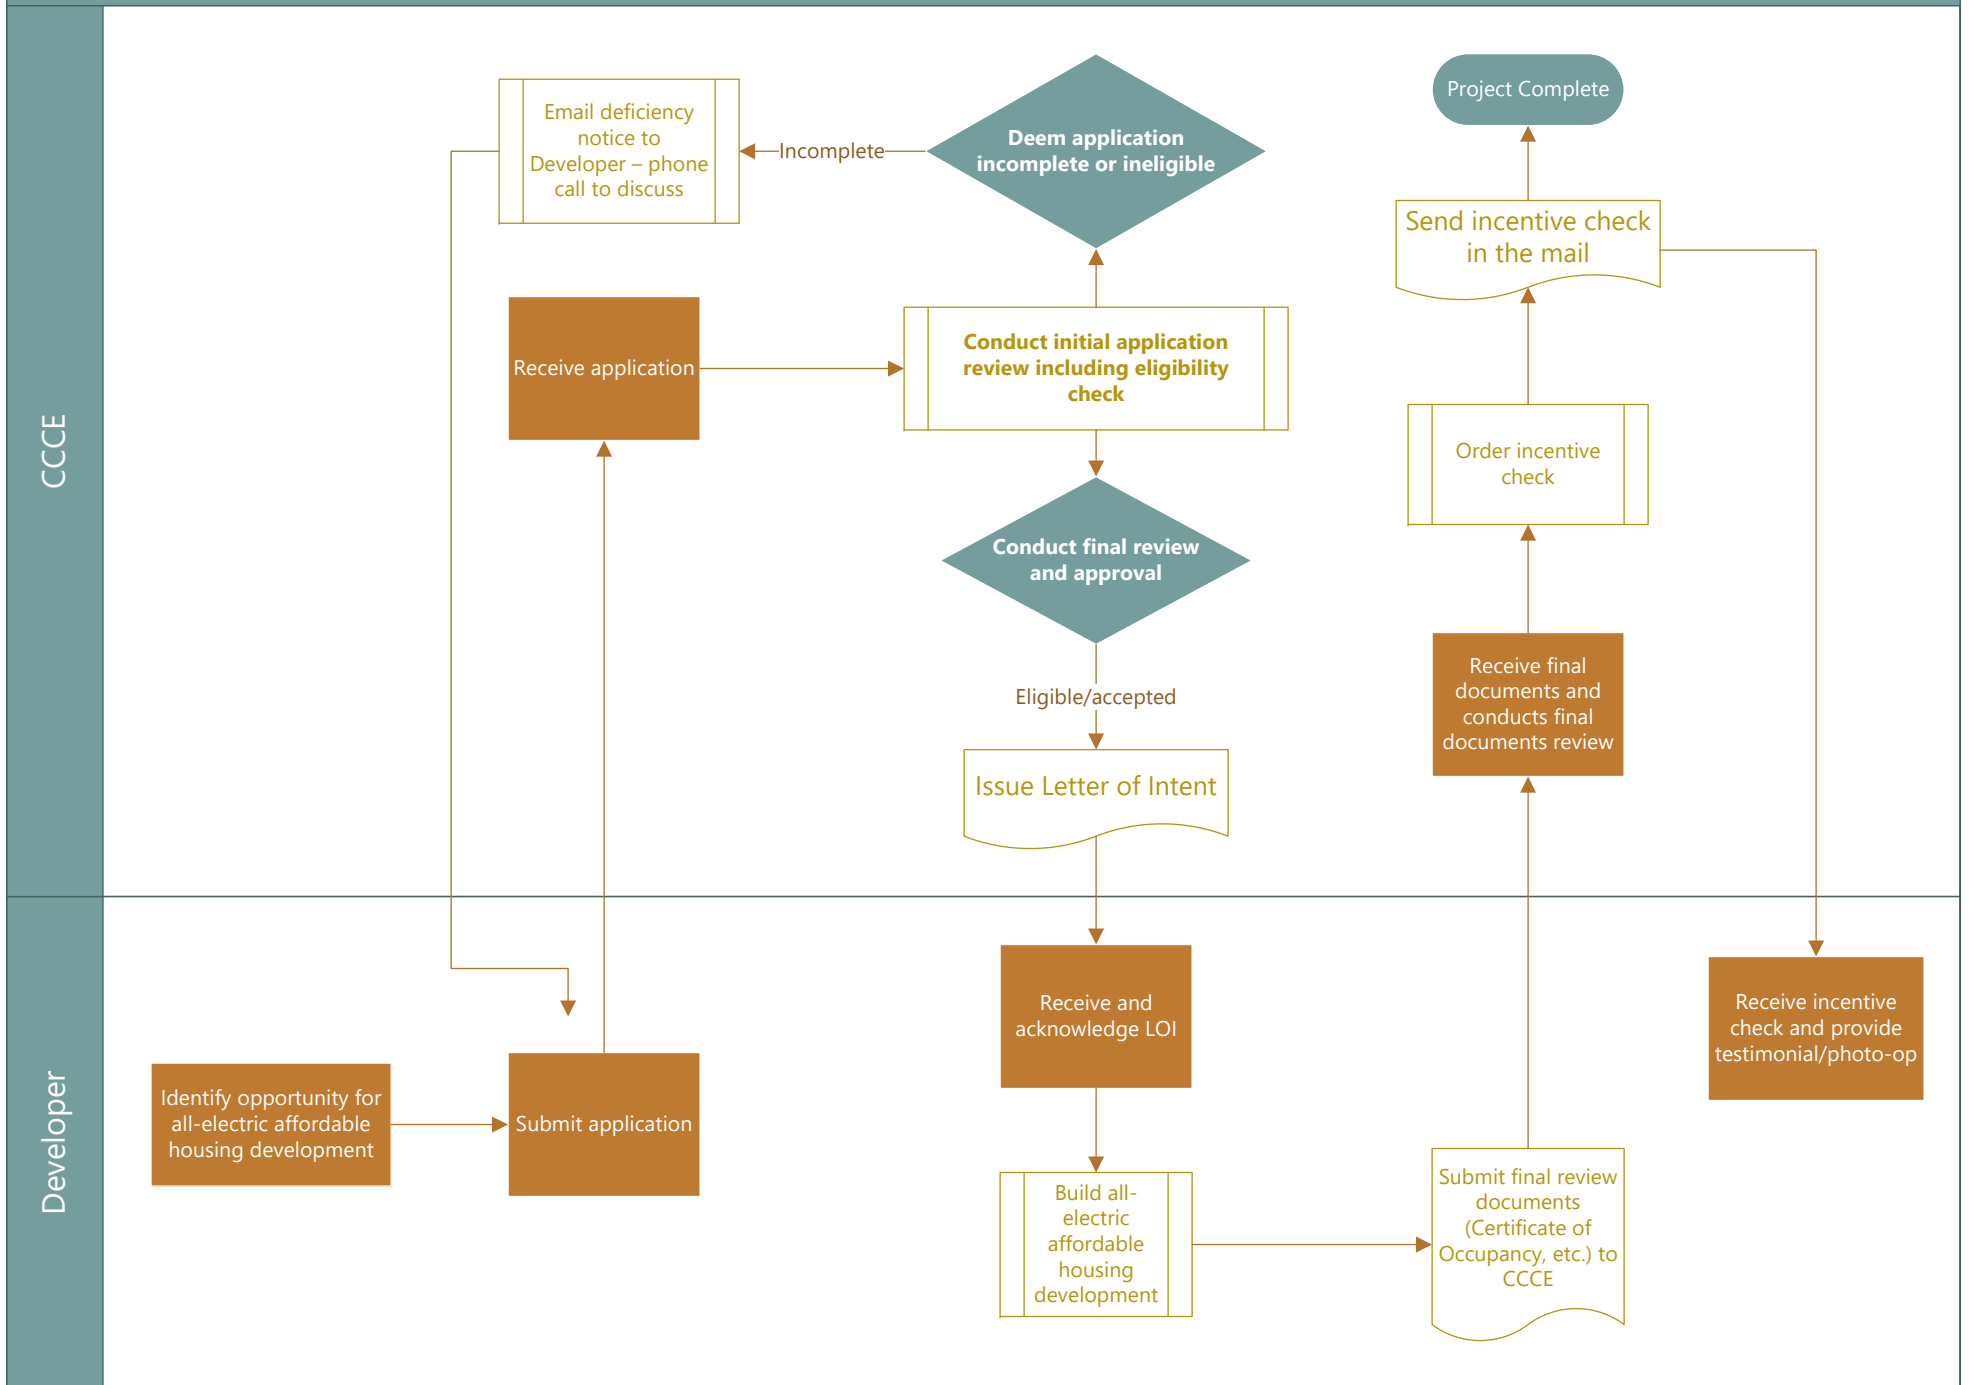 CCCE
Email deficiency
notice to
Developer – phone
call to discuss
Incomplete
Deem application
incomplete or ineligible
Project Complete
Send incentive check
in the mail
Receive application
Conduct initial application
review including eligibility
check
Order incentive
check
Conduct final review
and approval
Receive final
documents and
conducts final
documents review
Eligible/accepted
Issue Letter of Intent
Developer
Identify opportunity for
all-electric affordable
housing development
Submit application
Receive and
acknowledge LOI
Build all-
electric
affordable
housing
development
Submit final review
documents
(Certificate of
Occupancy, etc.) to
CCCE
Receive incentive
check and provide
testimonial/photo-op